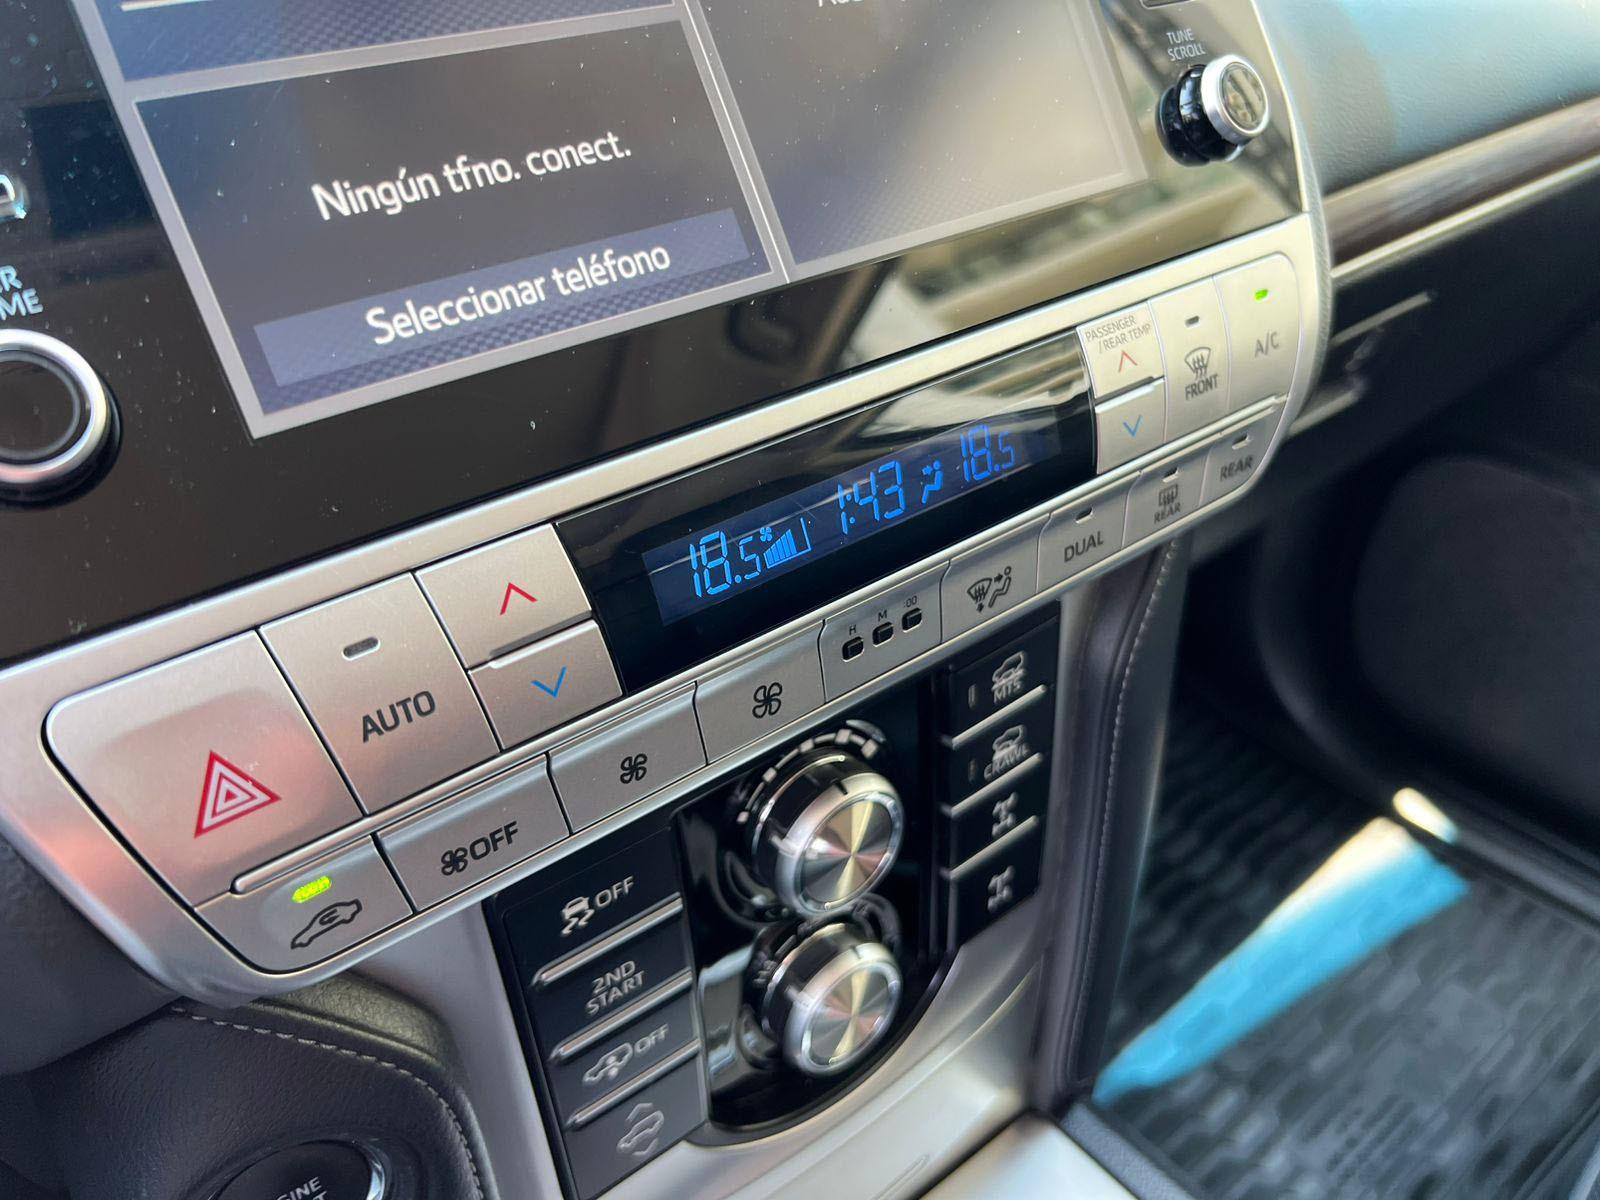 TUNE
SCROLL
Ningún tfno. conect.
Seleccionar teléfono
PASSENGER
/REAR TEMP
FRONT
A/C
18.5 1:43 18.5
AUTO
H M :00
DUAL
REAR
REAR
OFF
MTS
CRAWL
OFF
2ND
START
OFF